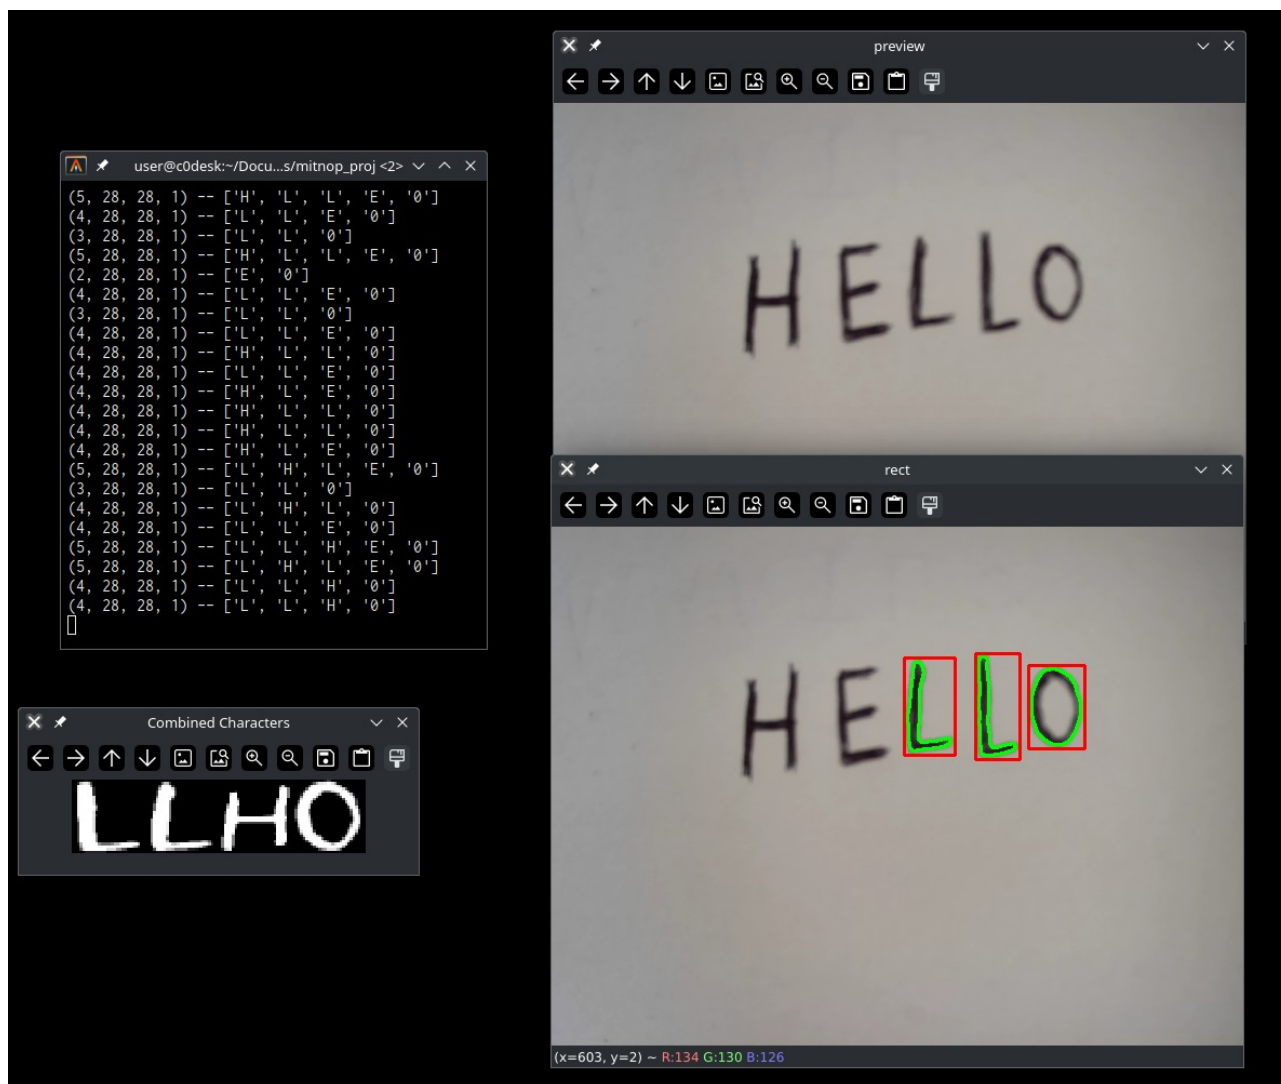 user@c0desk:~/Docu...s/mitnop_proj <2>
(5, 28, 28, 1) -- ['H', 'L', 'L', 'E', '0']
(4, 28, 28, 1) -- ['L', 'L', 'E', '0']
(3, 28, 28, 1) -- ['L', 'L', '0']
(5, 28, 28, 1) -- ['H', 'L', 'L', 'E', '0']
(2, 28, 28, 1) -- ['E', '0']
(4, 28, 28, 1) -- ['L', 'L', 'E', '0']
(3, 28, 28, 1) -- ['L', 'L', '0']
(4, 28, 28, 1) -- ['L', 'L', 'E', '0']
(4, 28, 28, 1) -- ['H', 'L', 'L', '0']
(4, 28, 28, 1) -- ['L', 'L', 'E', '0']
(4, 28, 28, 1) -- ['H', 'L', 'E', '0']
(4, 28, 28, 1) -- ['H', 'L', 'L', '0']
(4, 28, 28, 1) -- ['H', 'L', 'L', '0']
(4, 28, 28, 1) -- ['H', 'L', 'E', '0']
(5, 28, 28, 1) -- ['L', 'H', 'L', 'E', '0']
(3, 28, 28, 1) -- ['L', 'L', '0']
(4, 28, 28, 1) -- ['L', 'H', 'L', '0']
(4, 28, 28, 1) -- ['L', 'L', 'E', '0']
(5, 28, 28, 1) -- ['L', 'L', 'H', 'E', '0']
(5, 28, 28, 1) -- ['L', 'H', 'L', 'E', '0']
(4, 28, 28, 1) -- ['L', 'L', 'H', '0']
(4, 28, 28, 1) -- ['L', 'L', 'H', '0']
Combined Characters
LLHO
preview
HELLO
rect
HELLO
(x=603, y=2) ~ R:134 G:130 B:126